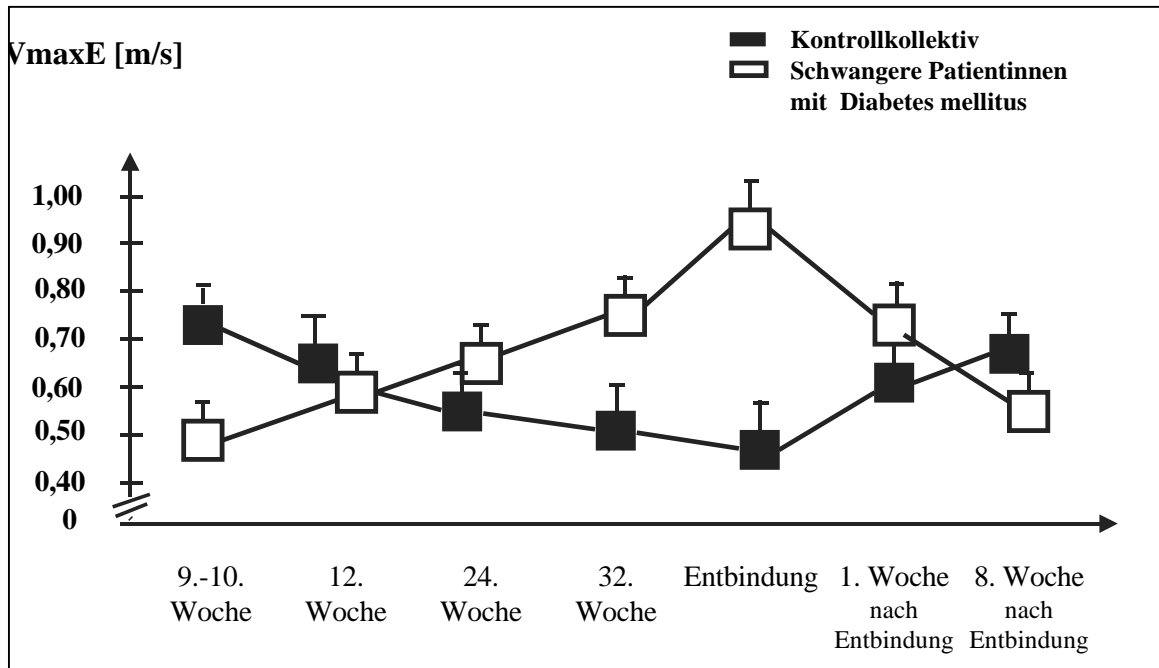 VmaxE [m/s]
Kontrollkollektiv
Schwangere Patientinnen
mit Diabetes mellitus
1,00
0,90
0,80
0,70
0,60
0,50
0,40
0
9.-10.
Woche
12.
Woche
24.
Woche
32.
Woche
Entbindung
1. Woche
nach
Entbindung
8. Woche
nach
Entbindung